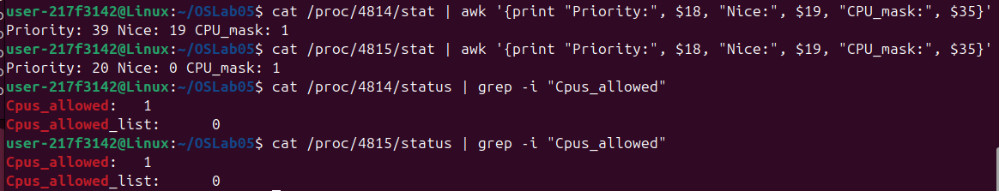 user-217f3142@Linux:~/OSLab05$ cat /proc/4814/stat | awk '{print "Priority:", $18, "Nice:", $19, "CPU_mask:", $35}'
Priority: 39 Nice: 19 CPU_mask: 1
user-217f3142@Linux:~/OSLab05$ cat /proc/4815/stat | awk '{print "Priority:", $18, "Nice:", $19, "CPU_mask:", $35}'
Priority: 20 Nice: 0 CPU_mask: 1
user-217f3142@Linux:~/OSLab05$ cat /proc/4814/status | grep -i "Cpus_allowed"
Cpus_allowed:   1
Cpus_allowed_list:      0
user-217f3142@Linux:~/OSLab05$ cat /proc/4815/status | grep -i "Cpus_allowed"
Cpus_allowed:   1
Cpus_allowed_list:      0